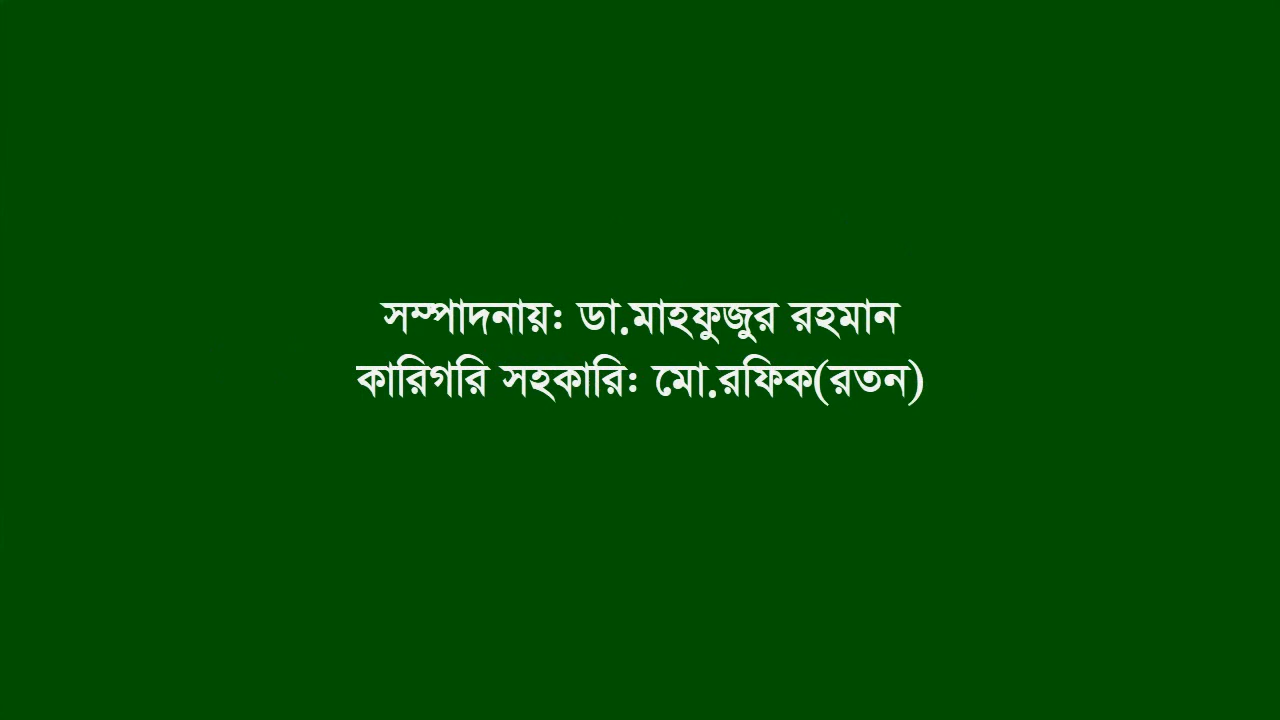 সম্পাদনায়: ডা.মাহফুজুর রহমান
কারিগরি সহকারি: মো.রফিক(রতন)